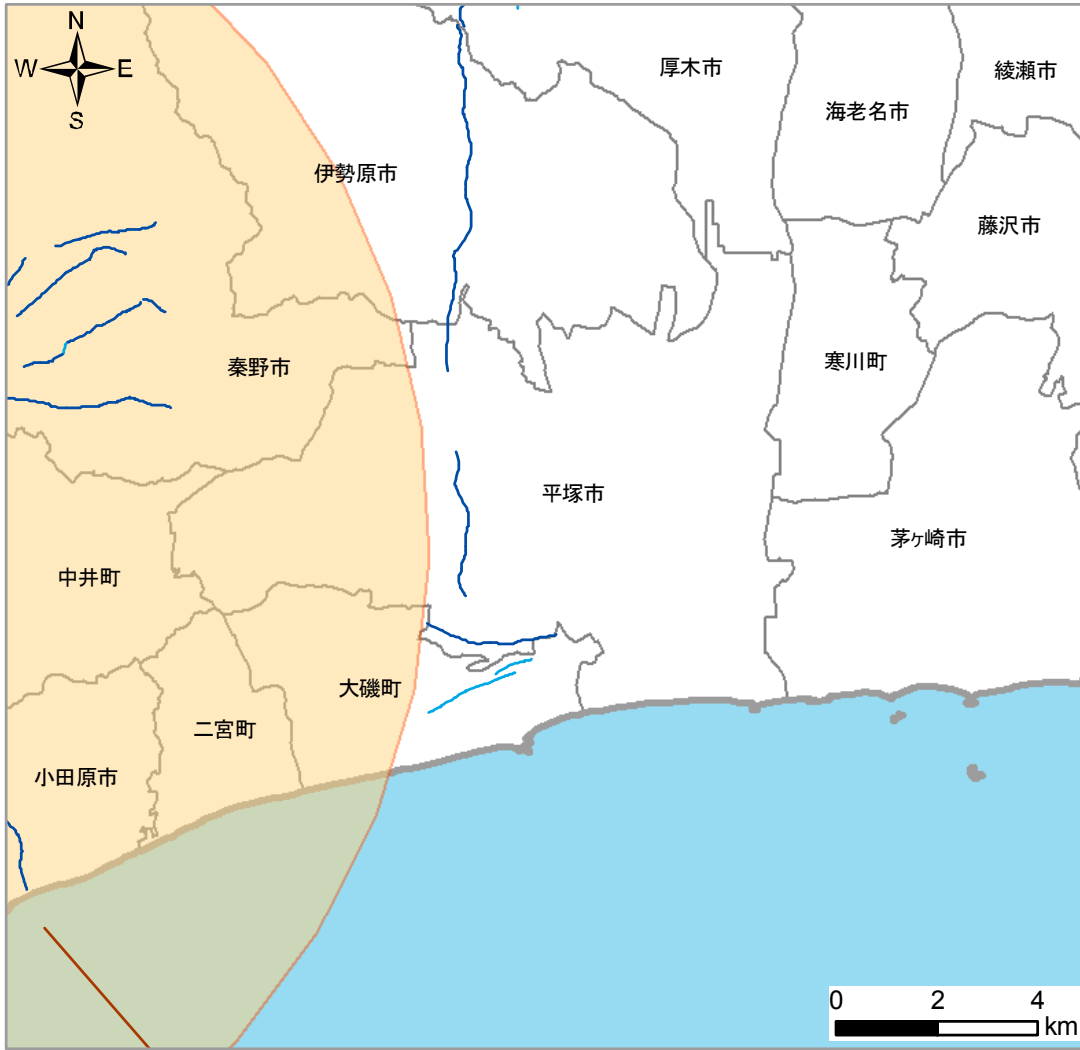 N
W E
S
厚木市
綾瀬市
海老名市
伊勢原市
藤沢市
秦野市
寒川町
平塚市
茅ヶ崎市
中井町
大磯町
二宮町
小田原市
0 2 4
km